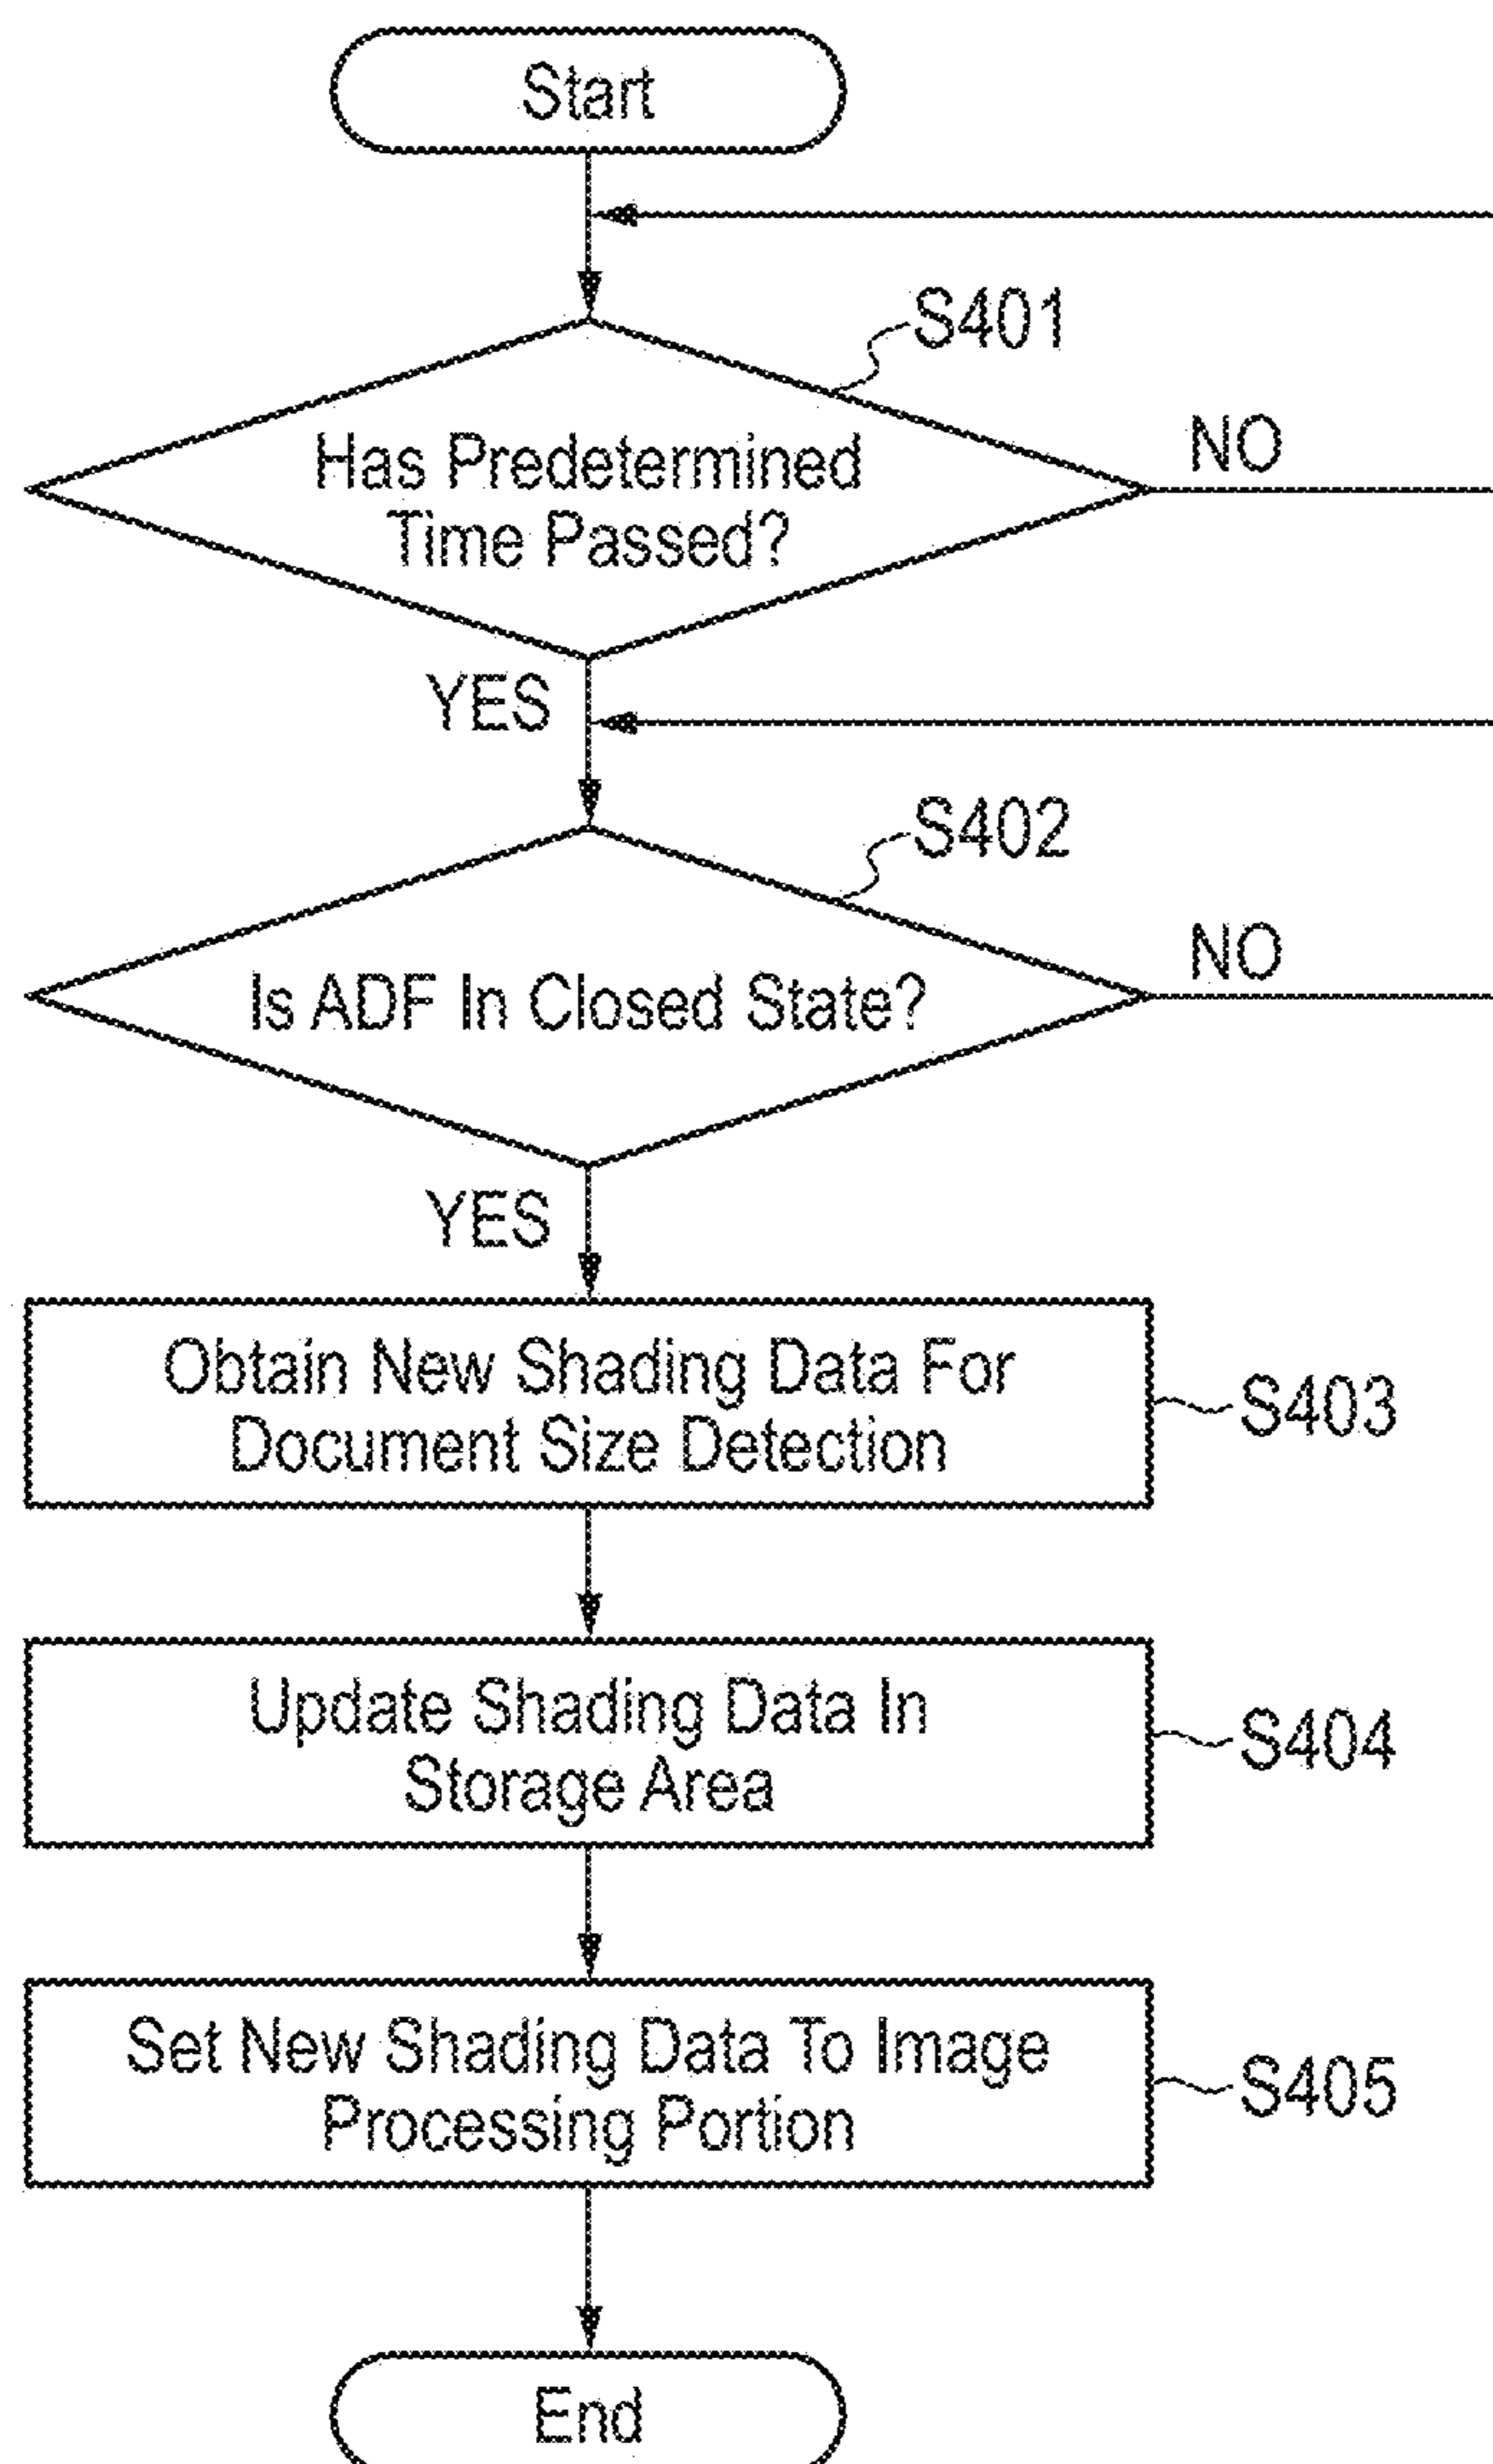 Start
S401
Has Predetermined
Time Passed?
NO
YES
S402
Is ADF In Closed State?
NO
YES
Obtain New Shading Data For
Document Size Detection
S403
Update Shading Data In
Storage Area
S404
Set New Shading Data To Image
Processing Portion
S405
End